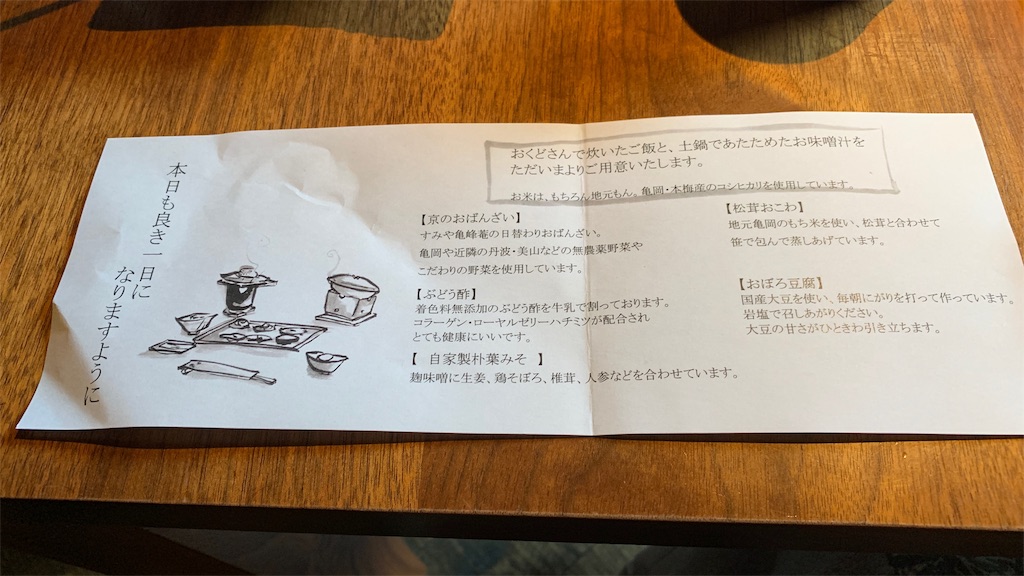 本日も良き一日に
なりますように
おくどさんで炊いたご飯と、土鍋であたためたお味噌汁を
ただいまよりご用意いたします。
お米は、もちろん地元もん。亀岡・本梅産のコシヒカリを使用しています。
【京のおばんざい】
すみや亀峰菴の日替わりおばんざい。
亀岡や近隣の丹波・美山などの無農薬野菜や
こだわりの野菜を使用しています。
【ぶどう酢】
着色料無添加のぶどう酢を牛乳で割っております。
コラーゲン・ローヤルゼリーハチミツが配合され
とても健康にいいです。
【 自家製朴葉みそ 】
麹味噌に生姜、鶏そぼろ、椎茸、人参などを合わせています。
【松茸おこわ】
地元亀岡のもち米を使い、松茸と合わせて
笹で包んで蒸しあげています。
【おぼろ豆腐】
国産大豆を使い、毎朝にがりを打って作っています。
岩塩で召しあがりください。
大豆の甘さがひときわ引き立ちます。